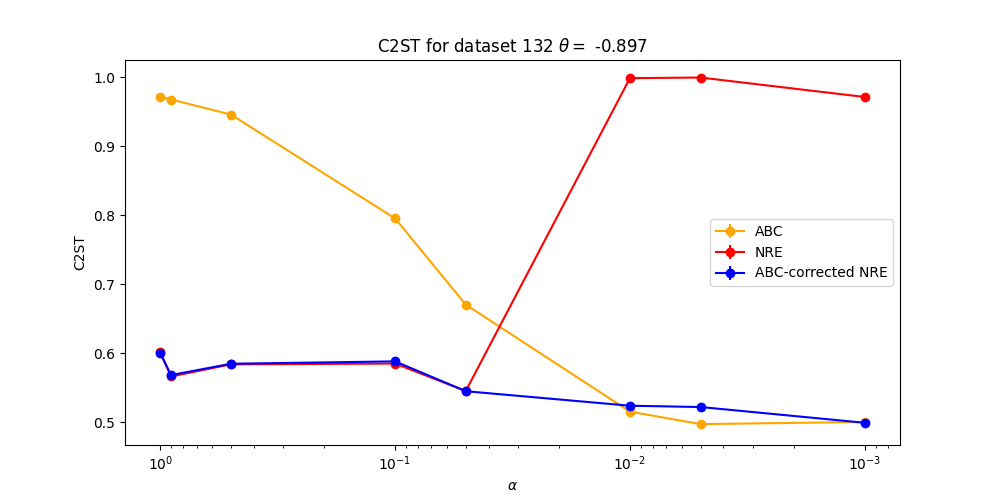 C2ST for dataset 132 θ = -0.897
C2ST
1.0
0.9
0.8
0.7
0.6
0.5
ABC
NRE
ABC-corrected NRE
10⁰
10⁻¹
10⁻²
10⁻³
α